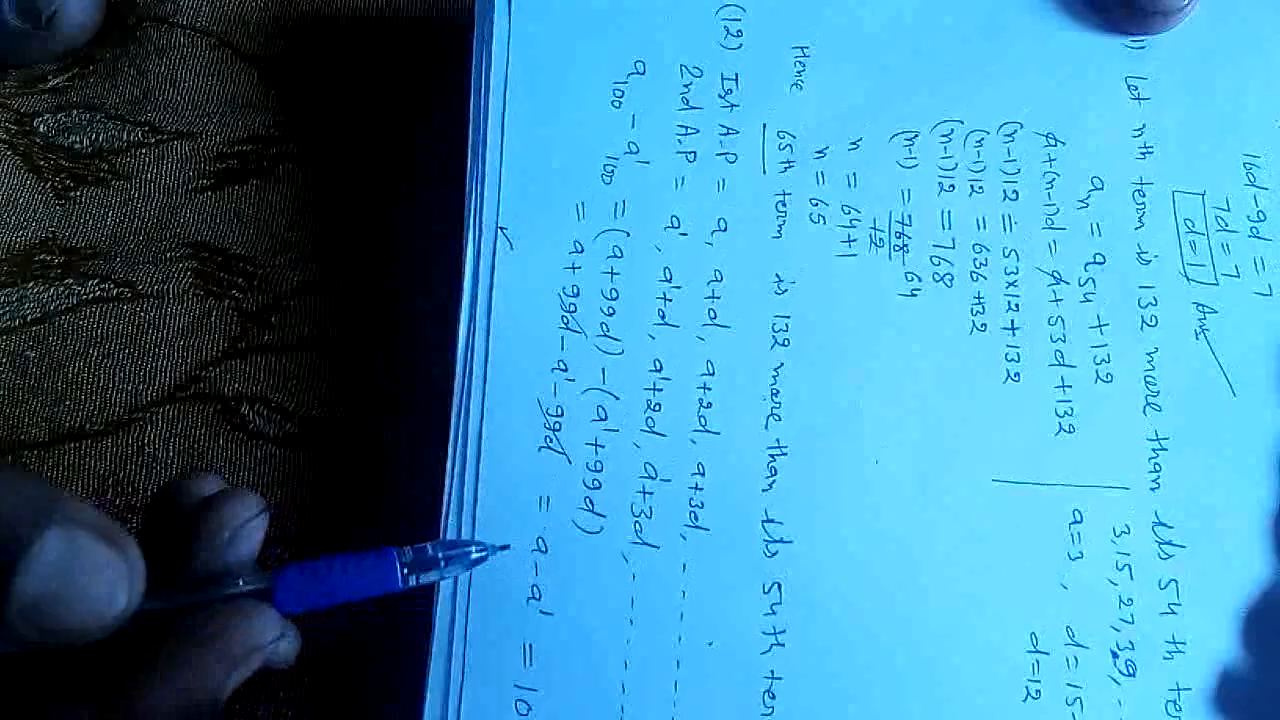 16d-9d = 7
7d = 7
d=1 Ans
1) Let nth term is 132 more than its 54 th ter
3,15,27,39,
aₙ = a₅₄ + 132
a=3, d=15-
a+(n-1)d = a+53d+132
d=12
(n-1)12 = 53×12+132
(n-1)12 = 636+132
(n-1)12 = 768
(n-1) = 768/12 64
n = 64+1
n = 65
Hence 65th term is 132 more than its 54th ter
(12) Ist A.P = a, a+d, a+2d, a+3d, -------
2nd A.P = a', a'+d, a'+2d, a'+3d, -------
a₁₀₀ - a'₁₀₀ = (a+99d)-(a'+99d)
= a+99d-a'-99d = a-a' = 10